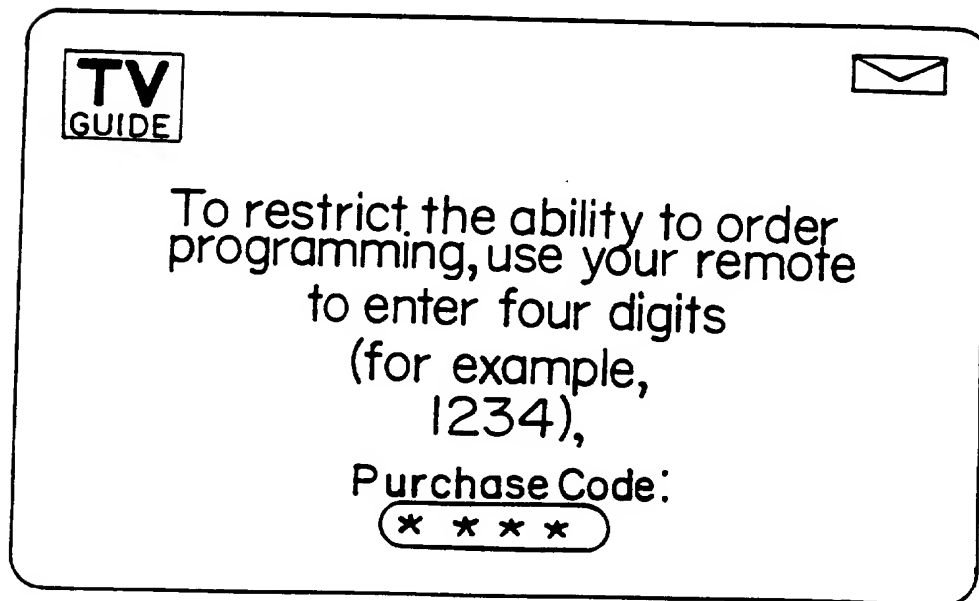 TV
GUIDE
To restrict the ability to order
programming, use your remote
to enter four digits
(for example,
1234),
Purchase Code:
* * * *